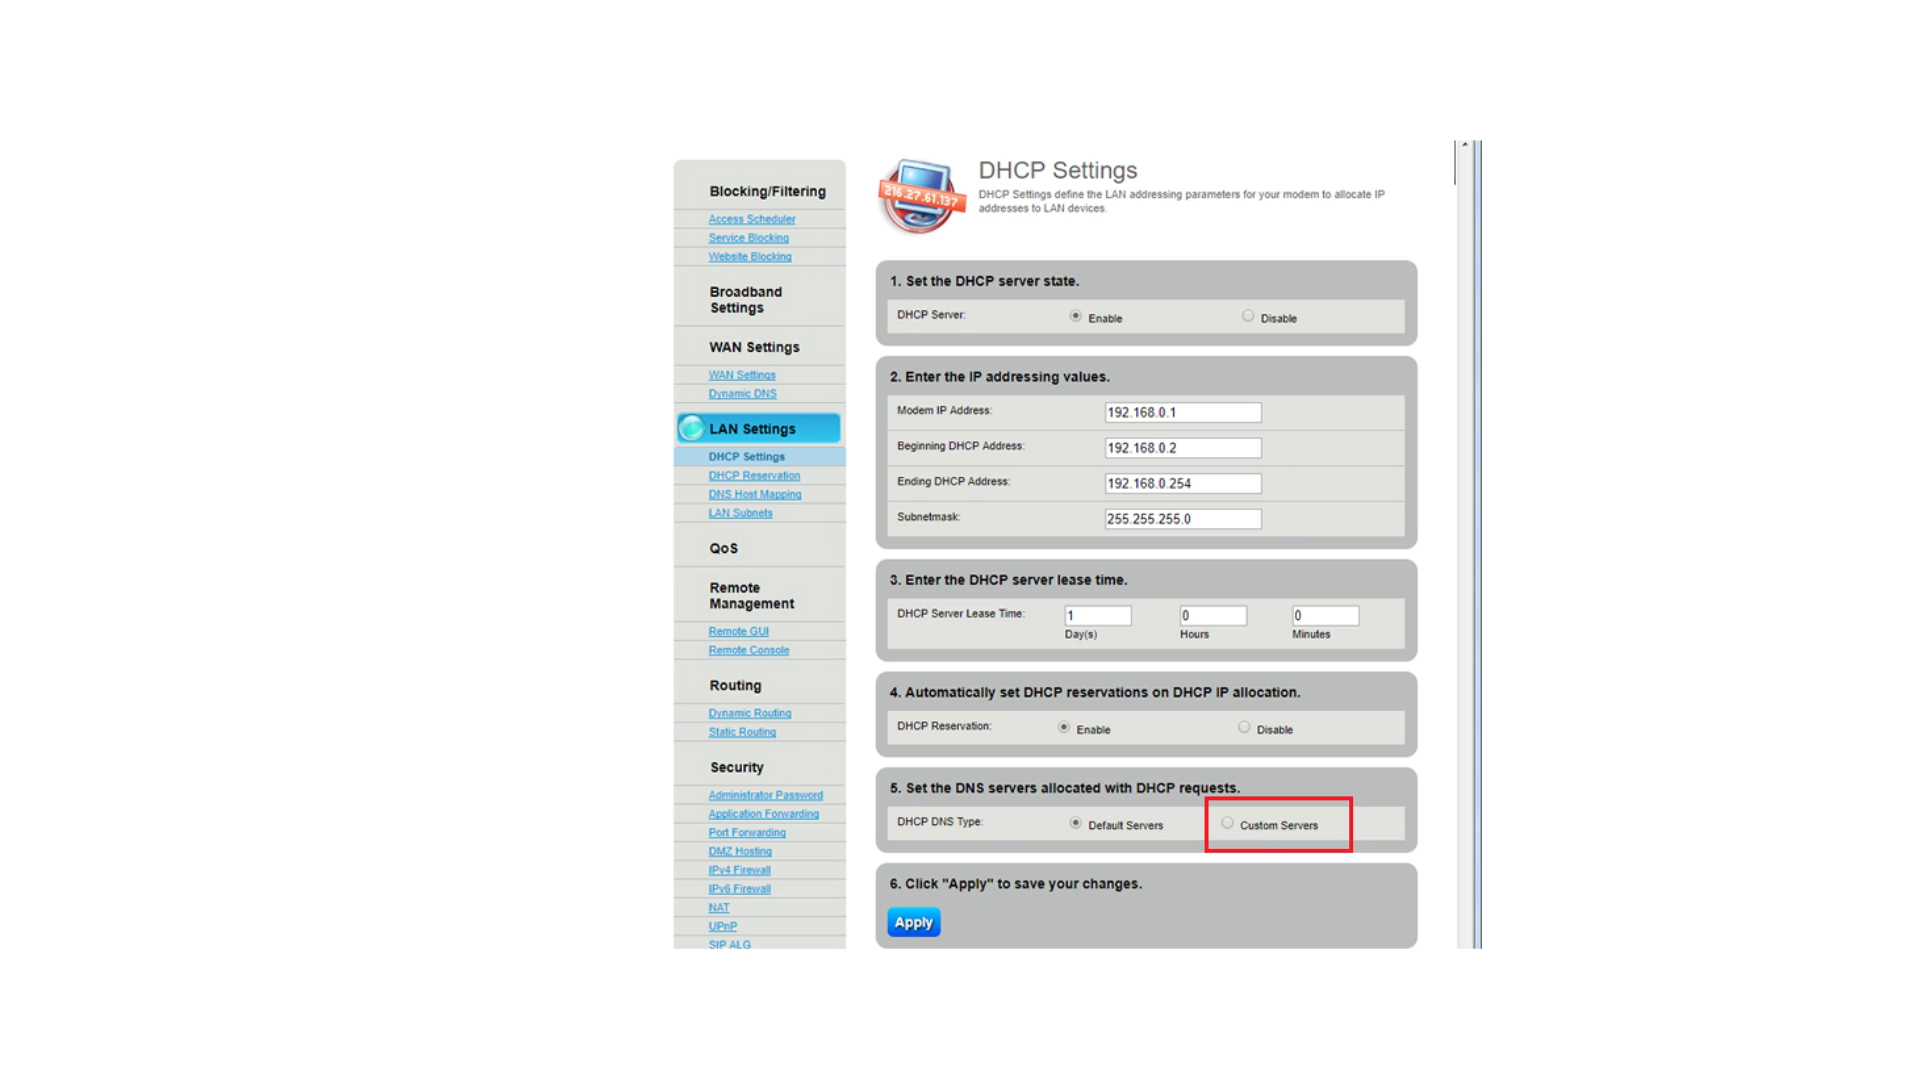 Blocking/Filtering
Access Scheduler
Service Blocking
Website Blocking
Broadband
Settings
WAN Settings
WAN Settings
Dynamic DNS
LAN Settings
DHCP Settings
DHCP Reservation
DNS Host Mapping
LAN Subnets
QoS
Remote
Management
Remote GUI
Remote Console
Routing
Dynamic Routing
Static Routing
Security
Administrator Password
Application Forwarding
Port Forwarding
DMZ Hosting
IPv4 Firewall
IPv6 Firewall
NAT
UPnP
SIP ALG
216.27.61.137
DHCP Settings
DHCP Settings define the LAN addressing parameters for your modem to allocate IP
addresses to LAN devices.
1. Set the DHCP server state.
DHCP Server: Enable Disable
2. Enter the IP addressing values.
Modem IP Address: 192.168.0.1
Beginning DHCP Address: 192.168.0.2
Ending DHCP Address: 192.168.0.254
Subnetmask: 255.255.255.0
3. Enter the DHCP server lease time.
DHCP Server Lease Time: 1 0 0
Day(s) Hours Minutes
4. Automatically set DHCP reservations on DHCP IP allocation.
DHCP Reservation: Enable Disable
5. Set the DNS servers allocated with DHCP requests.
DHCP DNS Type: Default Servers Custom Servers
6. Click "Apply" to save your changes.
Apply